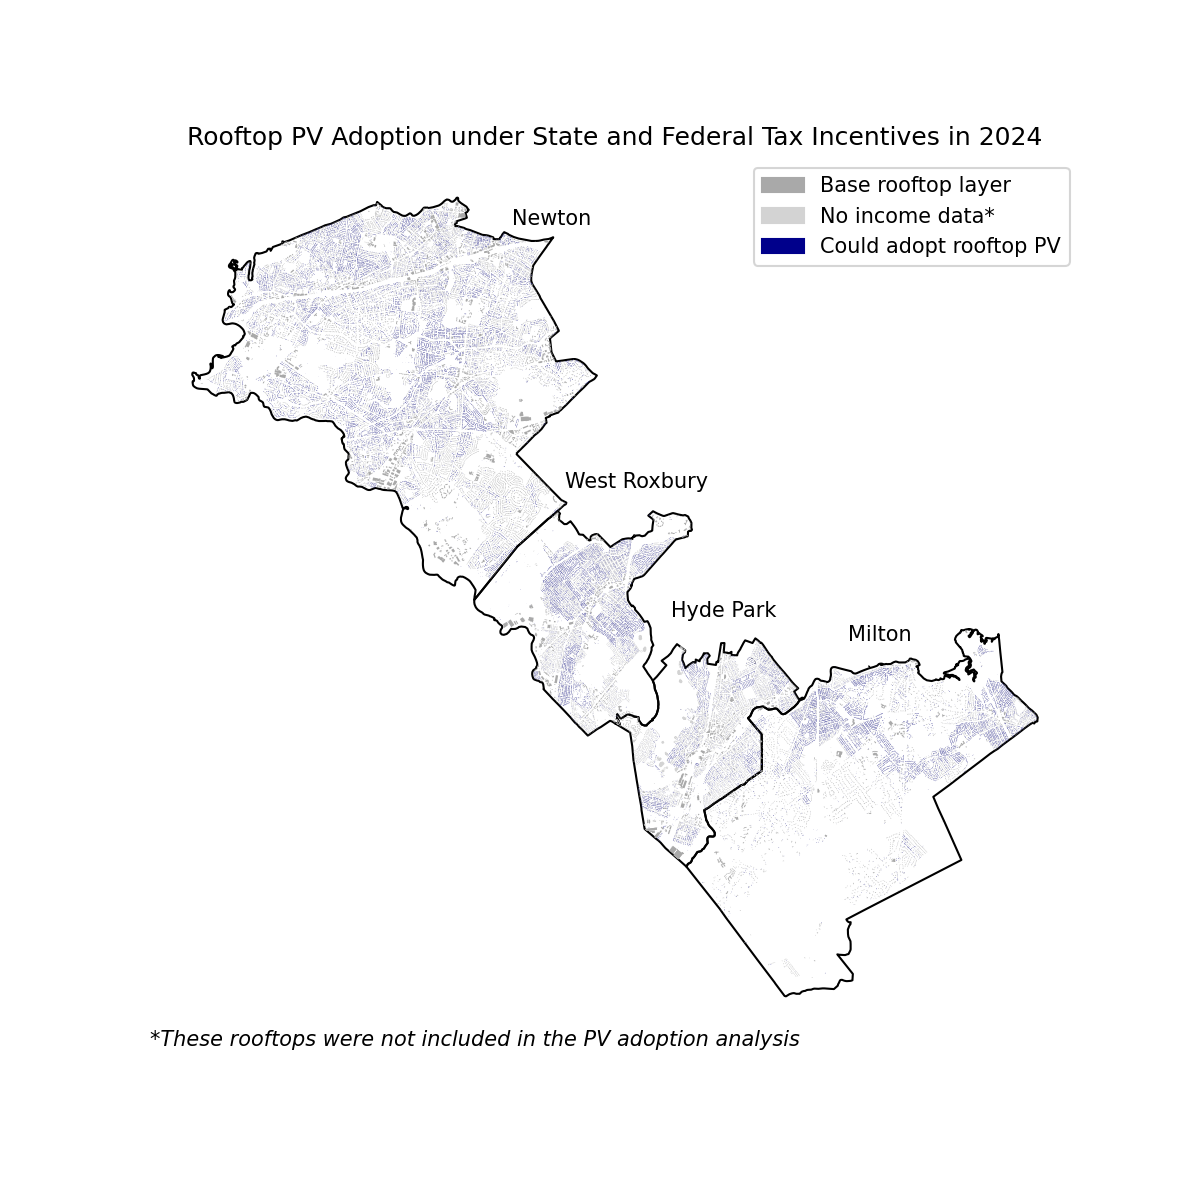 Rooftop PV Adoption under State and Federal Tax Incentives in 2024
Base rooftop layer
No income data*
Could adopt rooftop PV
Newton
West Roxbury
Hyde Park
Milton
*These rooftops were not included in the PV adoption analysis